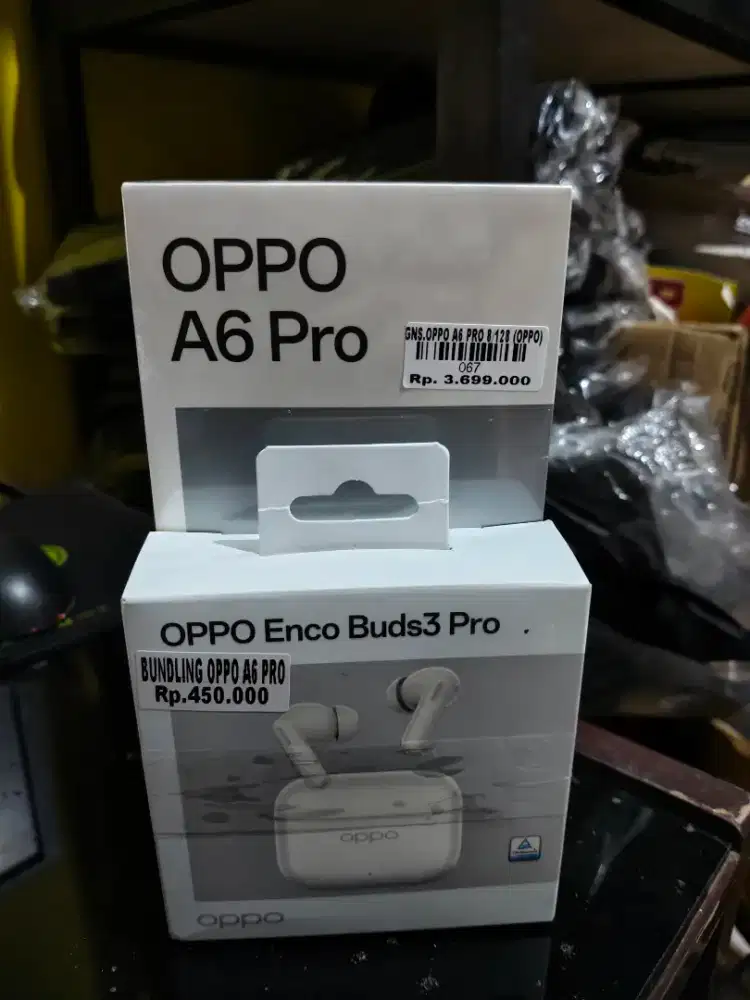 OPPO
A6 Pro
GNS.OPPO A6 PRO 8/128 (OPPO)
067
Rp. 3.699.000
OPPO Enco Buds3 Pro
BUNDLING OPPO A6 PRO
Rp.450.000
oppo
oppo